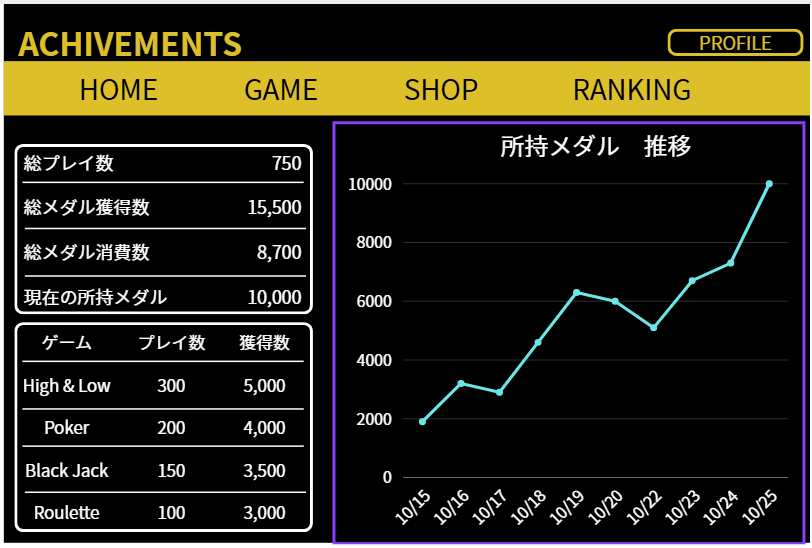 ACHIVEMENTS
PROFILE
HOME GAME SHOP RANKING
総プレイ数 750
総メダル獲得数 15,500
総メダル消費数 8,700
現在の所持メダル 10,000
ゲーム プレイ数 獲得数
High & Low 300 5,000
Poker 200 4,000
Black Jack 150 3,500
Roulette 100 3,000
所持メダル 推移
10000
8000
6000
4000
2000
0
10/15 10/16 10/17 10/18 10/19 10/20 10/22 10/23 10/24 10/25